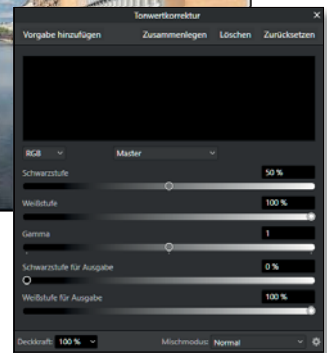 Tonwertkorrektur ×
Vorgabe hinzufügen Zusammenlegen Löschen Zurücksetzen
RGB Master
Schwarzstufe 50 %
Weißstufe 100 %
Gamma 1
Schwarzstufe für Ausgabe 0 %
Weißstufe für Ausgabe 100 %
Deckkraft: 100 % Mischmodus: Normal